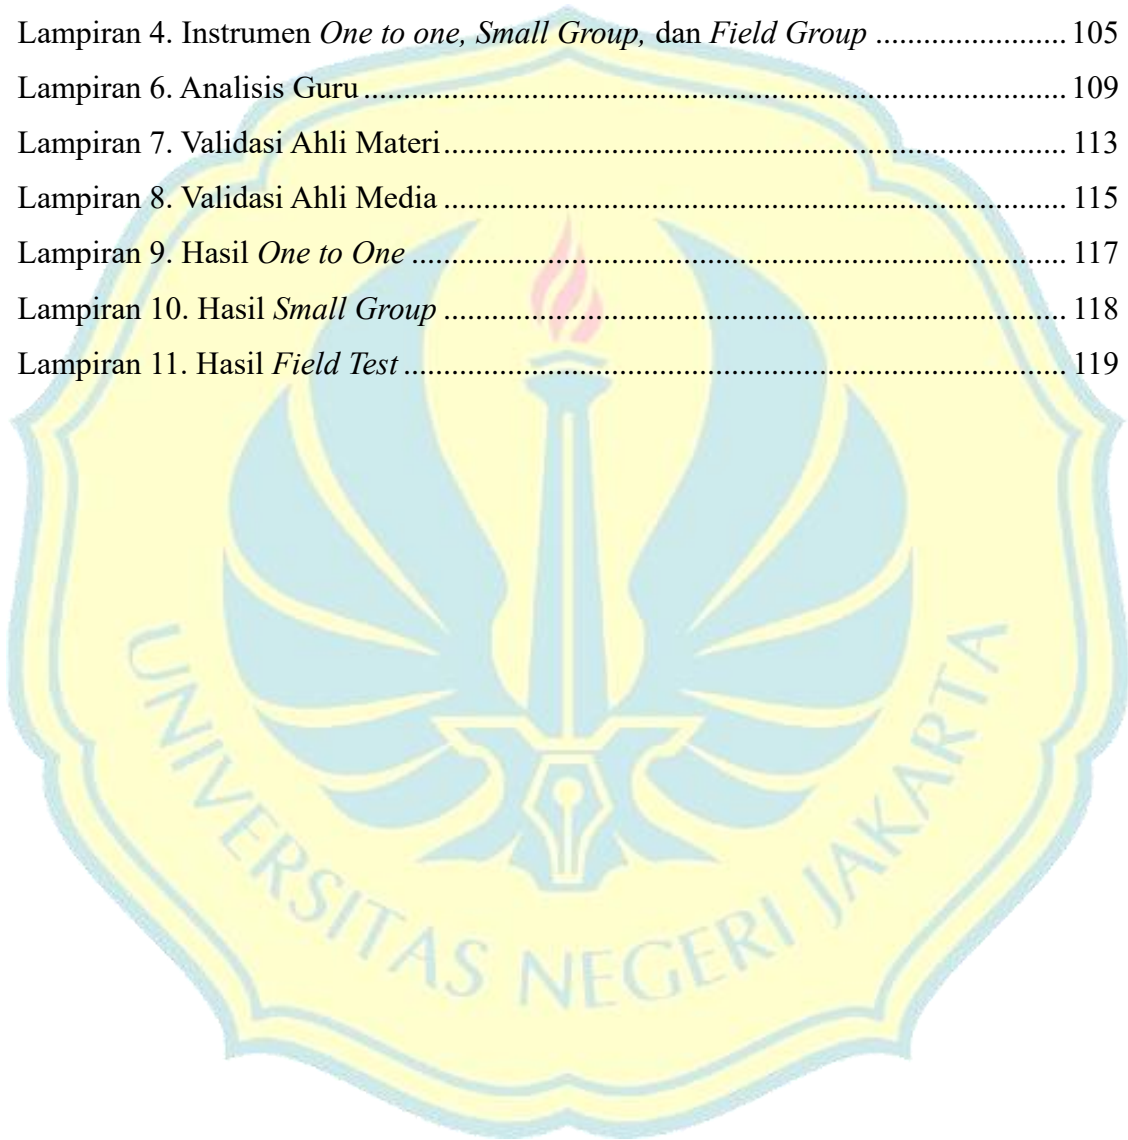 Lampiran 4. Instrumen One to one, Small Group, dan Field Group ..................... 105
Lampiran 6. Analisis Guru ........................................................................... 109
Lampiran 7. Validasi Ahli Materi .................................................................. 113
Lampiran 8. Validasi Ahli Media .................................................................. 115
Lampiran 9. Hasil One to One ...................................................................... 117
Lampiran 10. Hasil Small Group .................................................................. 118
Lampiran 11. Hasil Field Test ...................................................................... 119
UNIVERSITAS NEGERI JAKARTA